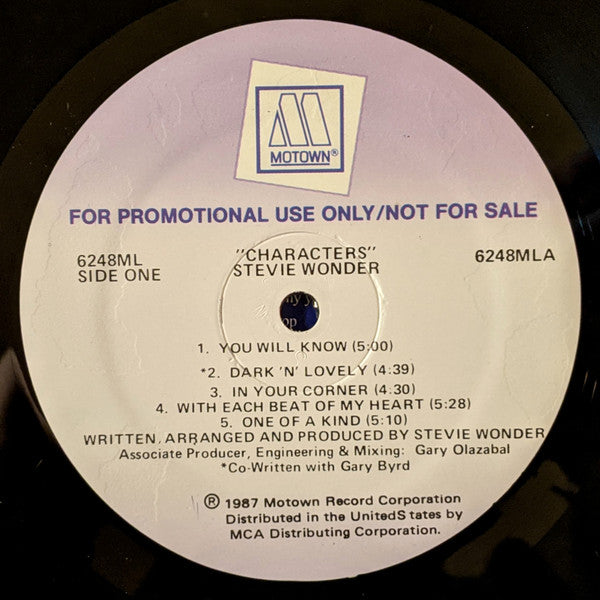 MOTOWN®
FOR PROMOTIONAL USE ONLY/NOT FOR SALE
6248ML
SIDE ONE
"CHARACTERS"
STEVIE WONDER
6248MLA
1. YOU WILL KNOW (5:00)
*2. DARK 'N' LOVELY (4:39)
3. IN YOUR CORNER (4:30)
4. WITH EACH BEAT OF MY HEART (5:28)
5. ONE OF A KIND (5:10)
WRITTEN, ARRANGED AND PRODUCED BY STEVIE WONDER
Associate Producer, Engineering & Mixing: Gary Olazabal
*Co-Written with Gary Byrd
℗ 1987 Motown Record Corporation
Distributed in the UnitedS tates by
MCA Distributing Corporation.